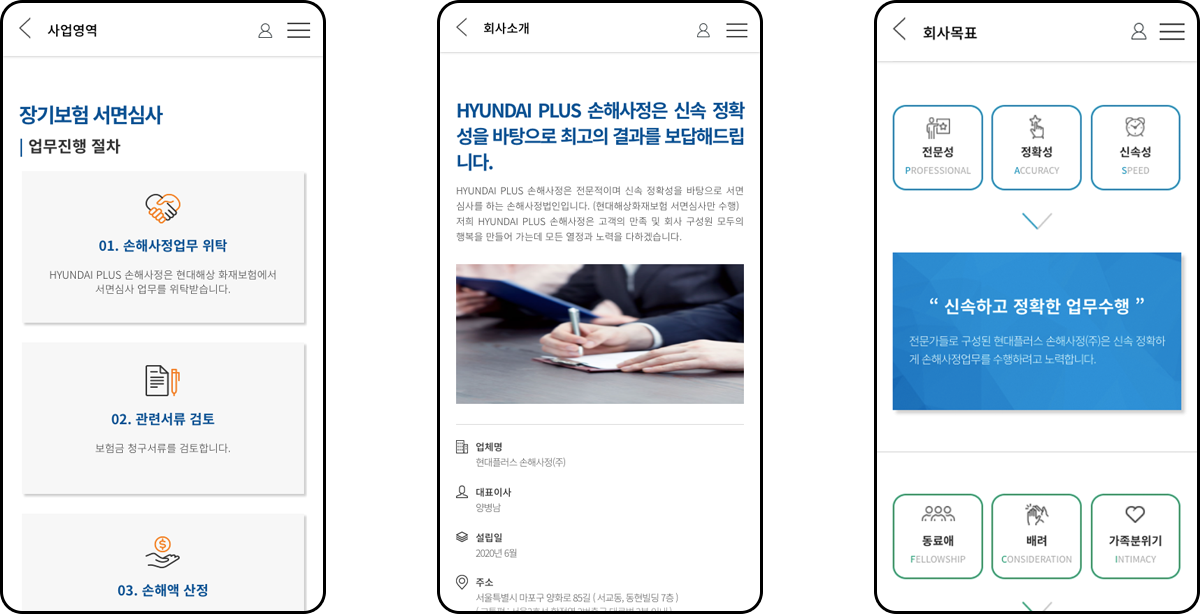 사업영역
장기보험 서면심사
업무진행 절차
01. 손해사정업무 위탁
HYUNDAI PLUS 손해사정은 현대해상 화재보험에서
서면심사 업무를 위탁받습니다.
02. 관련서류 검토
보험금 청구서류를 검토합니다.
03. 손해액 산정
회사소개
HYUNDAI PLUS 손해사정은 신속 정확
성을 바탕으로 최고의 결과를 보답해드립
니다.
HYUNDAI PLUS 손해사정은 전문적이며 신속 정확성을 바탕으로 서면
심사를 하는 손해사정법인입니다. (현대해상화재보험 서면심사만 수행)
저희 HYUNDAI PLUS 손해사정은 고객의 만족 및 회사 구성원 모두의
행복을 만들어 가는데 모든 열정과 노력을 다하겠습니다.
업체명
현대플러스 손해사정(주)
대표이사
양병남
설립일
2020년 6월
주소
서울특별시 마포구 양화로 85길 ( 서교동, 동현빌딩 7층 )
회사목표
전문성
PROFESSIONAL
정확성
ACCURACY
신속성
SPEED
“ 신속하고 정확한 업무수행 ”
전문가들로 구성된 현대플러스 손해사정(주)은 신속 정확하
게 손해사정업무를 수행하려고 노력합니다.
동료애
FELLOWSHIP
배려
CONSIDERATION
가족분위기
INTIMACY